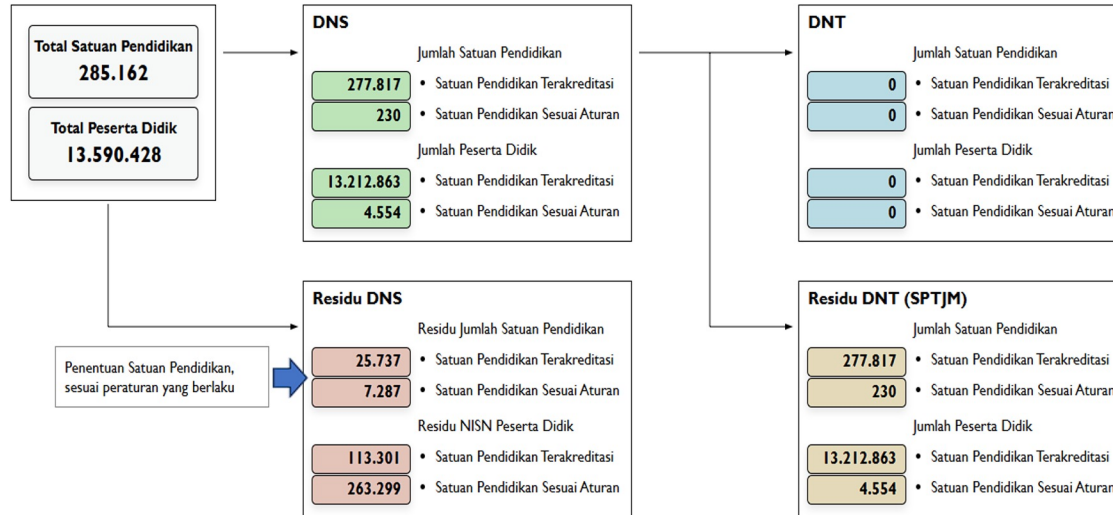 Total Satuan Pendidikan
285.162
Total Peserta Didik
13.590.428
DNS
Jumlah Satuan Pendidikan
277.817 • Satuan Pendidikan Terakreditasi
230 • Satuan Pendidikan Sesuai Aturan
Jumlah Peserta Didik
13.212.863 • Satuan Pendidikan Terakreditasi
4.554 • Satuan Pendidikan Sesuai Aturan
DNT
Jumlah Satuan Pendidikan
0 • Satuan Pendidikan Terakreditasi
0 • Satuan Pendidikan Sesuai Aturan
Jumlah Peserta Didik
0 • Satuan Pendidikan Terakreditasi
0 • Satuan Pendidikan Sesuai Aturan
Penentuan Satuan Pendidikan,
sesuai peraturan yang berlaku
Residu DNS
Residu Jumlah Satuan Pendidikan
25.737 • Satuan Pendidikan Terakreditasi
7.287 • Satuan Pendidikan Sesuai Aturan
Residu NISN Peserta Didik
113.301 • Satuan Pendidikan Terakreditasi
263.299 • Satuan Pendidikan Sesuai Aturan
Residu DNT (SPTJM)
Jumlah Satuan Pendidikan
277.817 • Satuan Pendidikan Terakreditasi
230 • Satuan Pendidikan Sesuai Aturan
Jumlah Peserta Didik
13.212.863 • Satuan Pendidikan Terakreditasi
4.554 • Satuan Pendidikan Sesuai Aturan